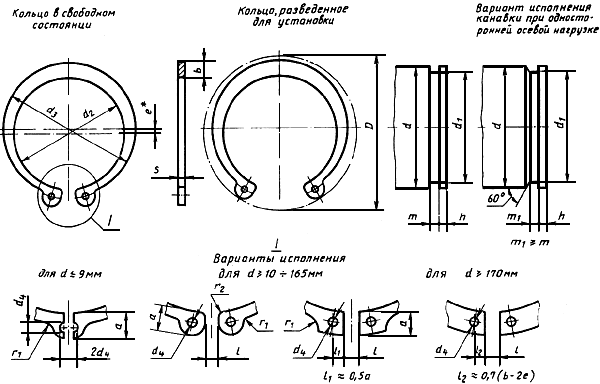 Кольцо в свободном
состоянии
Кольцо, разведенное
для установки
Вариант исполнения
канавки при односто-
ронней осевой нагрузке
d3
d2
e*
b
s
D
d
d1
d
d1
60°
m
h
m1
h
m1 ≥ m
I
I
Варианты исполнения
для d ≤ 9мм
для d ≥ 10 ÷ 165мм
для d ≥ 170мм
d4
a
r1
2d4
a
r2
r1
d4
l
r1
a
d4
l1
l
l1 ≈ 0,5a
d4
l2
l
l2 ≈ 0,7(b-2e)